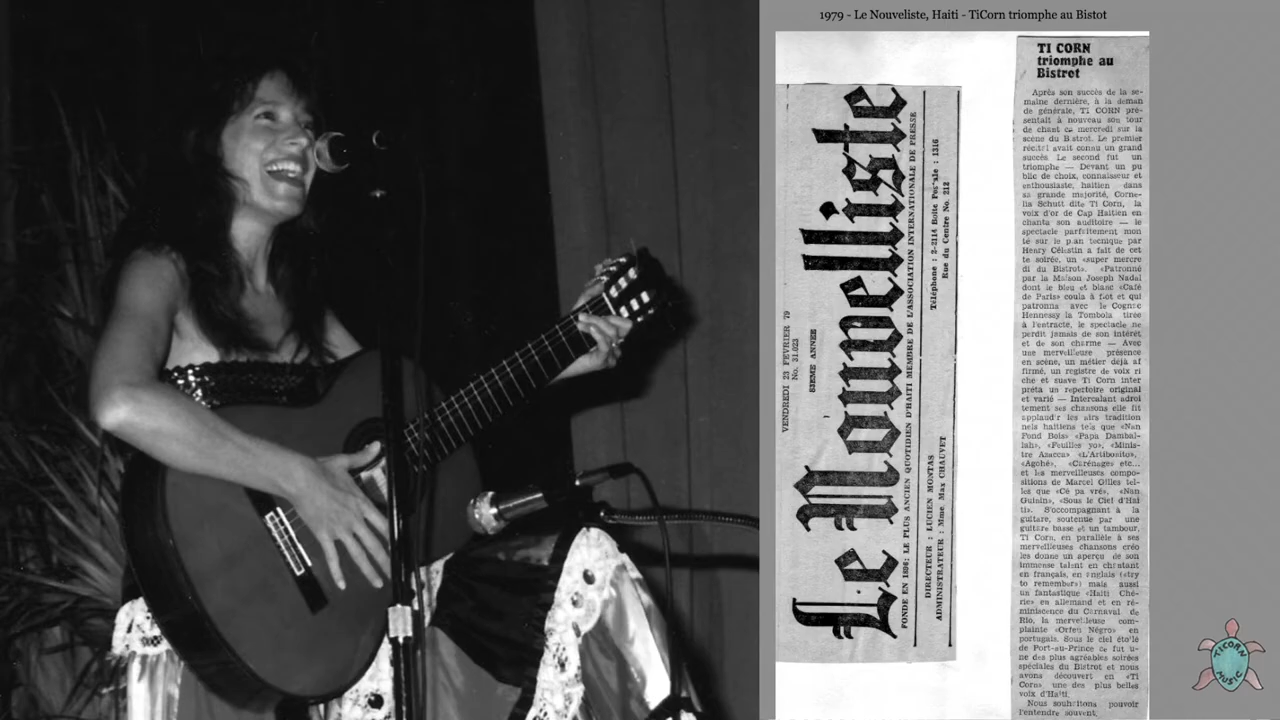 1979 - Le Nouveliste, Haiti - TiCorn triomphe au Bistot
VENDREDI 23 FEVRIER 79
No. 31.023
83EME ANNEE
Le Nouvelliste
FONDE EN 1896: LE PLUS ANCIEN QUOTIDIEN D'HAITI MEMBRE DE L'ASSOCIATION INTERNATIONALE DE PRESSE
DIRECTEUR : LUCIEN MONTAS
ADMINISTRATEUR : Mme. Max CHAUVET
Téléphone : 2-2114 Boite Postale : 1316
Rue du Centre No. 212
TI CORN
triomphe au
Bistrot
Après son succès de la se-
maine dernière, à la deman
de générale, TI CORN pré-
sentait à nouveau son tour
de chant ce mercredi sur la
scène du Bistrot. Le premier
récital avait connu un grand
succès Le second fut un
triomphe — Devant un pu
blic de choix, connaisseur et
enthousiaste, haïtien dans
sa grande majorité, Corne-
lia Schutt dite Ti Corn, la
voix d'or de Cap Haitien en
chanta son auditoire — le
spectacle parfaitement mon
té sur le plan tecnique par
Henry Célestin a fait de cet
te soirée, un «super mercre
di du Bistrot». «Patronné
par la Maison Joseph Nadal
dont le bleu et blanc «Café
de Paris» coula à flot et qui
patronna avec le Cognac
Hennessy la Tombola tirée
à l'entracte, le spectacle ne
perdit jamais de son intérêt
et de son charme — Avec
une merveilleuse présence
en scène, un métier déjà af
firmé, un registre de voix ri
che et suave Ti Corn inter
préta un repertoire original
et varié — Intercalant adroi
tement ses chansons elle fit
applaudir les airs tradition
nels haitiens tels que «Nan
Fond Bois» «Papa Dambal-
lah», «Feuilles yo», «Minis-
tre Azacca» «L'Artibonito»,
«Agohé», «Carénage» etc...
et les merveilleuses compo-
sitions de Marcel Gilles tel-
les que «Cé pa vré», «Nan
Guinin», «Sous le Ciel d'Haï
ti». S'accompagnant à la
guitare, soutenue par une
guitare basse et un tambour,
Ti Corn, en parallèle à ses
merveilleuses chansons créo
les donne un aperçu de son
immense talent en chantant
en français, en anglais (stry
to remember) mais aussi
un fantastique «Haïti Ché-
rie» en allemand et en ré-
miniscence du Carnaval de
Rio, la merveilleuse com-
plainte «Orfeu Négro» en
portugais. Sous le ciel étoilé
de Port-au-Prince ce fut u-
ne des plus agréables soirées
spéciales du Bistrot et nous
avons découvert en «Ti
Corn» une des plus belles
voix d'Haïti.
Nous souhaitons pouvoir
l'entendre souvent.
TICORN
MUSIC